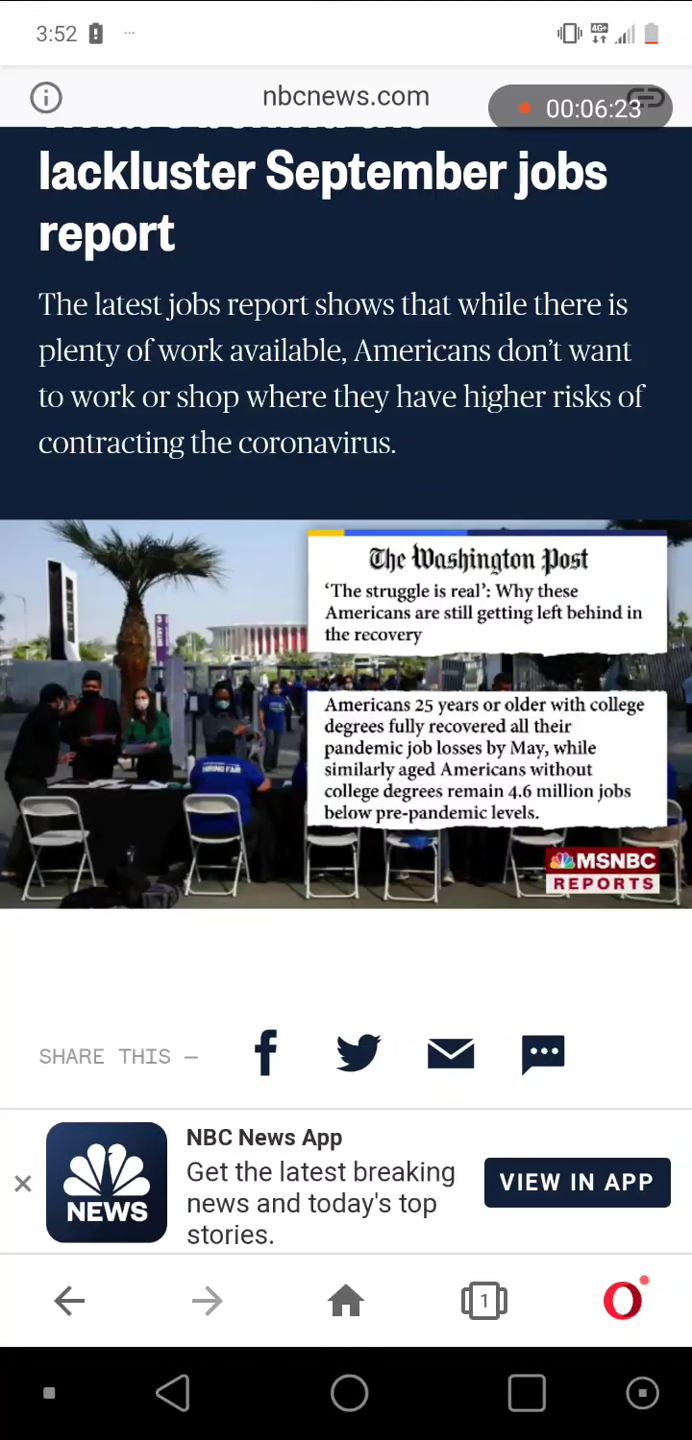 3:52
4G+
nbcnews.com
00:06:23
lackluster September jobs
report
The latest jobs report shows that while there is
plenty of work available, Americans don't want
to work or shop where they have higher risks of
contracting the coronavirus.
The Washington Post
'The struggle is real': Why these
Americans are still getting left behind in
the recovery
Americans 25 years or older with college
degrees fully recovered all their
pandemic job losses by May, while
similarly aged Americans without
college degrees remain 4.6 million jobs
below pre-pandemic levels.
HIRING FAIR
MSNBC
REPORTS
SHARE THIS —
NBC News App
Get the latest breaking
news and today's top
stories.
NEWS
VIEW IN APP
1